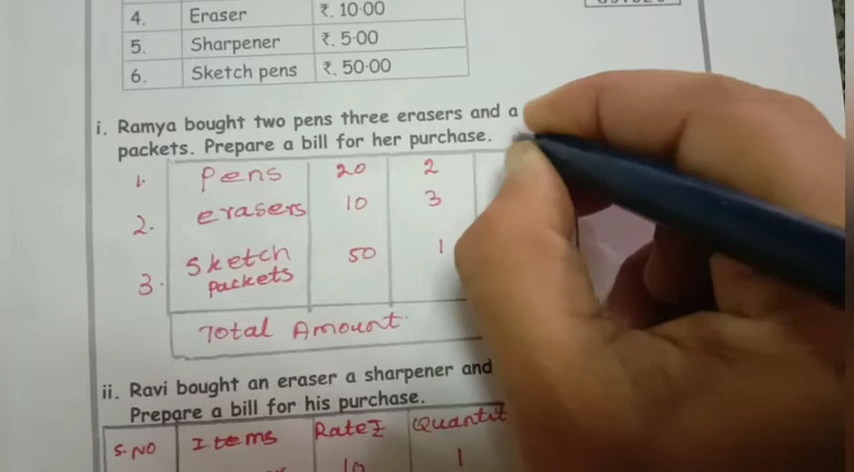 4. Eraser ₹. 10·00
5. Sharpener ₹. 5·00
6. Sketch pens ₹. 50·00
i. Ramya bought two pens three erasers and a
packets. Prepare a bill for her purchase.
1. Pens 20 2
2. erasers 10 3
3. Sketch packets 50 1
Total Amount
ii. Ravi bought an eraser a sharpener and
Prepare a bill for his purchase.
S.NO Items Rate₹ Quantit
10 1